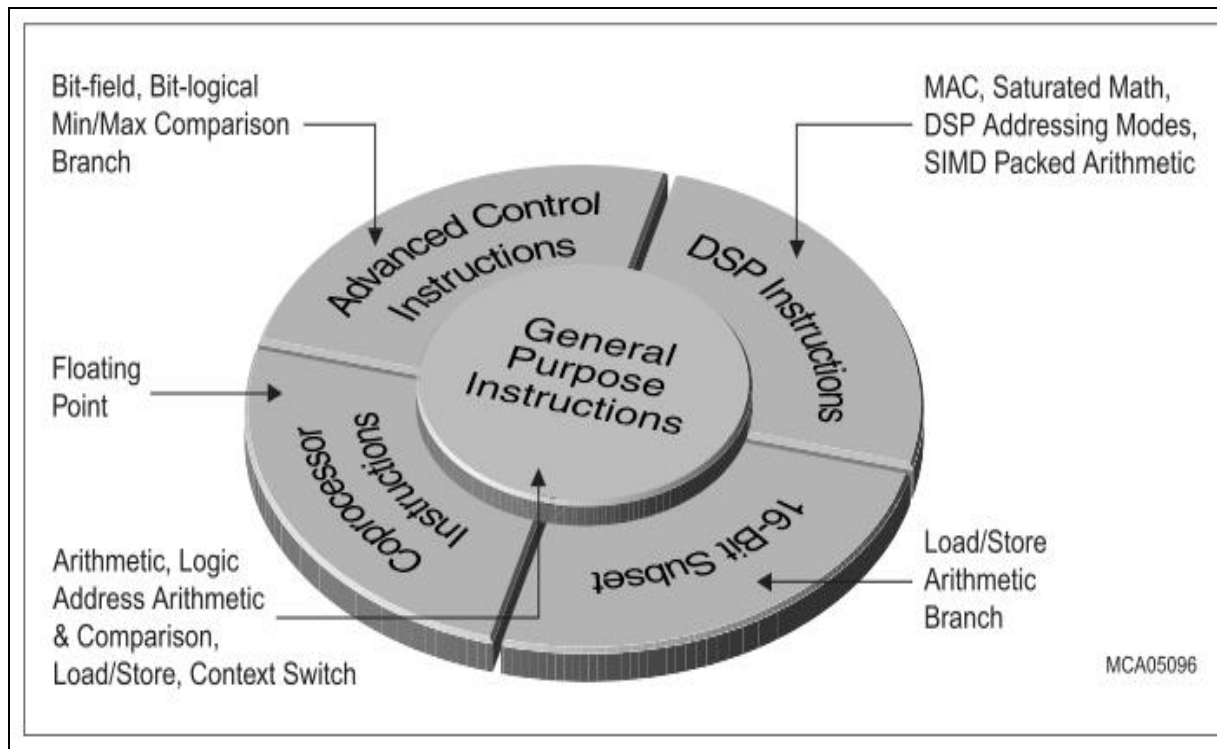 Bit-field, Bit-logical
Min/Max Comparison
Branch
MAC, Saturated Math,
DSP Addressing Modes,
SIMD Packed Arithmetic
Advanced Control
Instructions
DSP Instructions
General
Purpose
Instructions
Floating
Point
Coprocessor
Instructions
16-Bit Subset
Arithmetic, Logic
Address Arithmetic
& Comparison,
Load/Store, Context Switch
Load/Store
Arithmetic
Branch
MCA05096